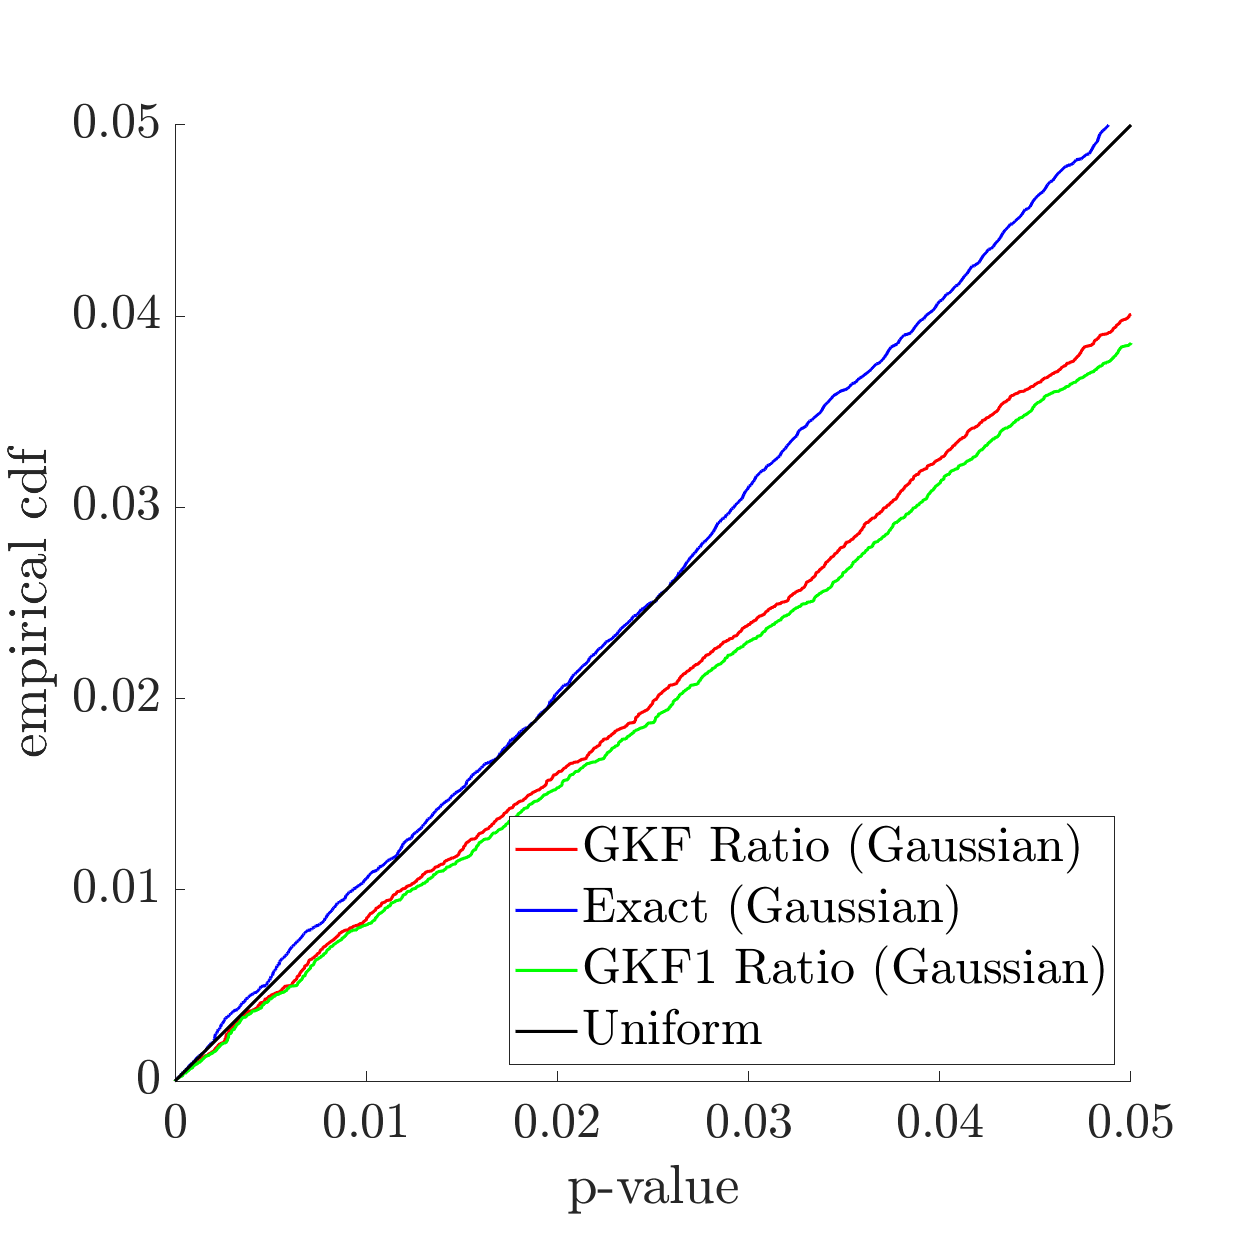 0.05
0.04
0.03
0.02
0.01
0
empirical cdf
GKF Ratio (Gaussian)
Exact (Gaussian)
GKF1 Ratio (Gaussian)
Uniform
0 0.01 0.02 0.03 0.04 0.05
p-value